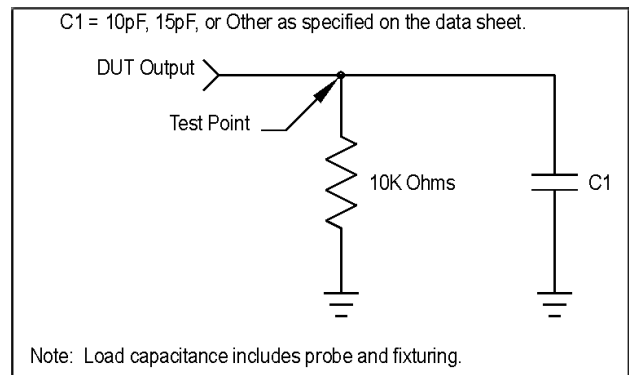 C1 = 10pF, 15pF, or Other as specified on the data sheet.
DUT Output
Test Point
10K Ohms
C1
Note: Load capacitance includes probe and fixturing.